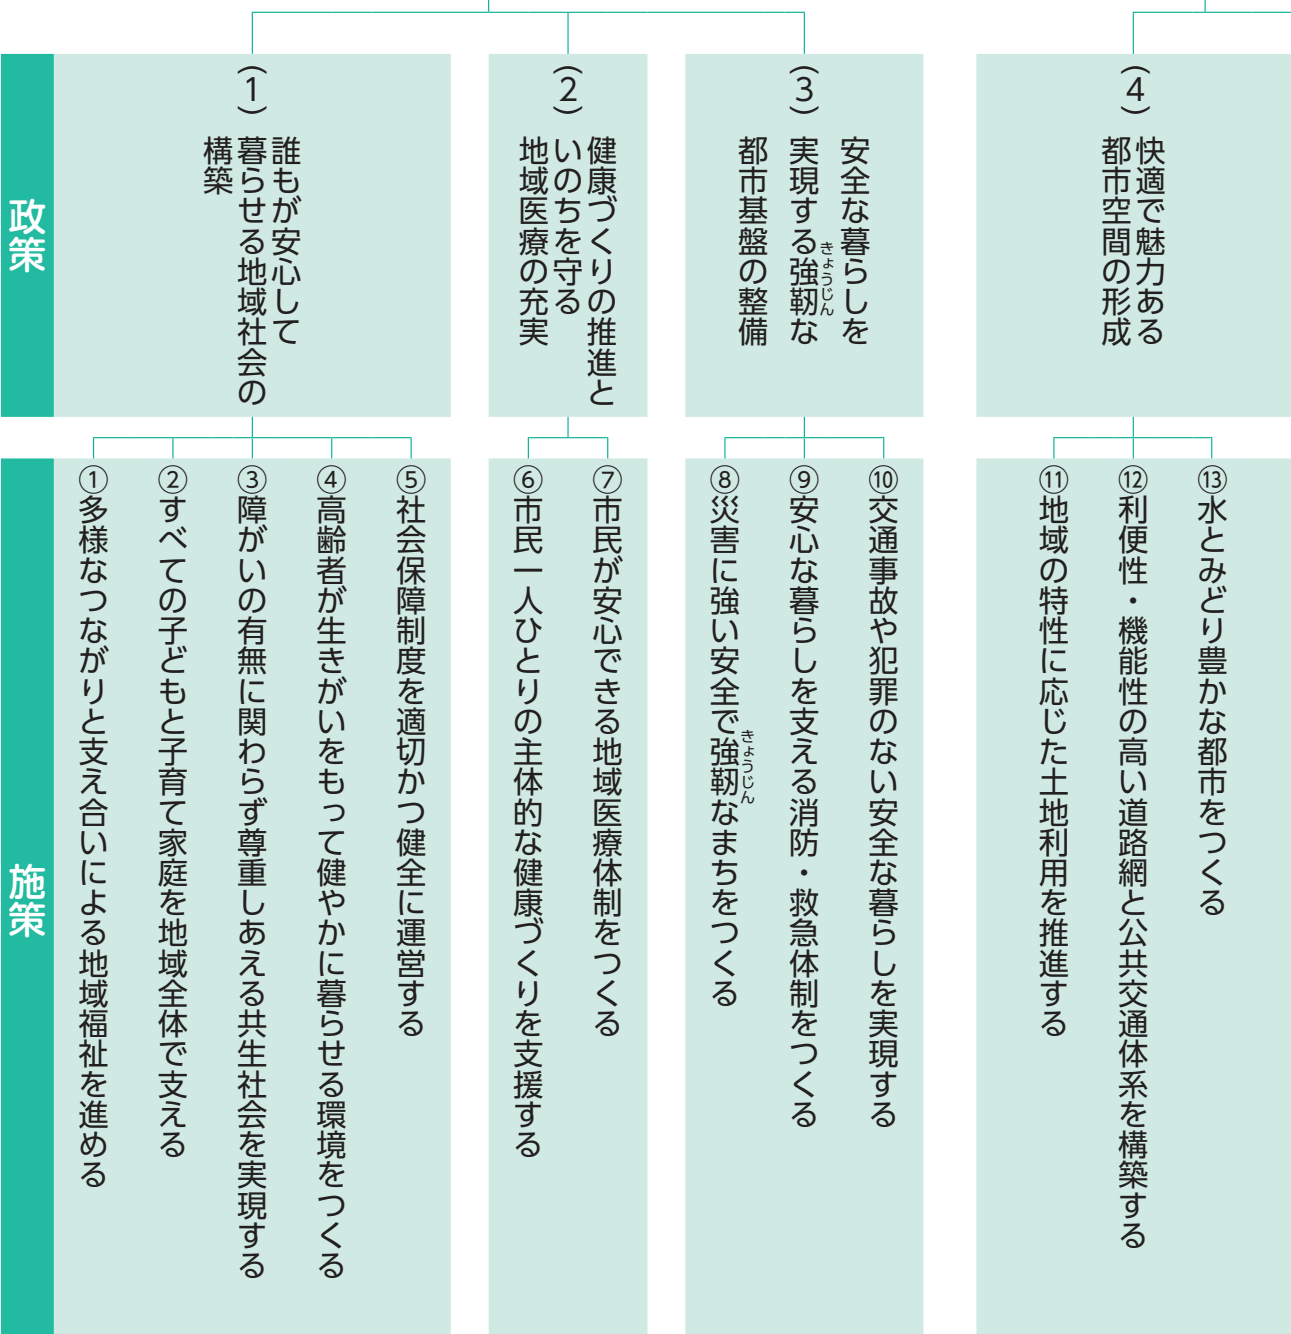 政策
(1)
誰もが安心して
暮らせる地域社会の
構築
(2)
健康づくりの推進と
いのちを守る
地域医療の充実
(3)
安全な暮らしを
実現する強靭な
きょうじん
都市基盤の整備
(4)
快適で魅力ある
都市空間の形成
施策
①多様なつながりと支え合いによる地域福祉を進める
②すべての子どもと子育て家庭を地域全体で支える
③障がいの有無に関わらず尊重しあえる共生社会を実現する
④高齢者が生きがいをもって健やかに暮らせる環境をつくる
⑤社会保障制度を適切かつ健全に運営する
⑥市民一人ひとりの主体的な健康づくりを支援する
⑦市民が安心できる地域医療体制をつくる
⑧災害に強い安全で強靭なまちをつくる
きょうじん
⑨安心な暮らしを支える消防・救急体制をつくる
⑩交通事故や犯罪のない安全な暮らしを実現する
⑪地域の特性に応じた土地利用を推進する
⑫利便性・機能性の高い道路網と公共交通体系を構築する
⑬水とみどり豊かな都市をつくる